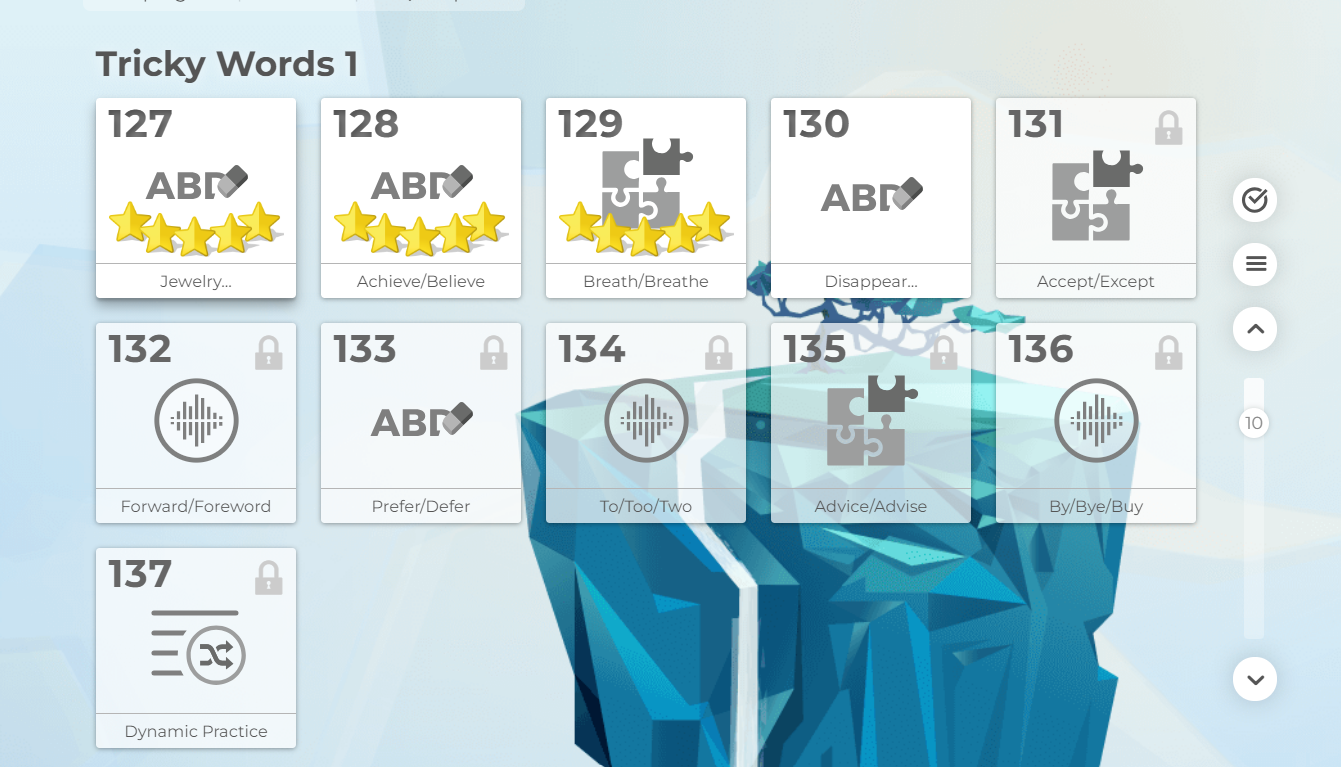 Tricky Words 1
127
ABD
Jewelry...
128
ABD
Achieve/Believe
129
Breath/Breathe
130
ABD
Disappear...
131
Accept/Except
132
Forward/Foreword
133
ABD
Prefer/Defer
134
To/Too/Two
135
Advice/Advise
136
By/Bye/Buy
137
Dynamic Practice
10